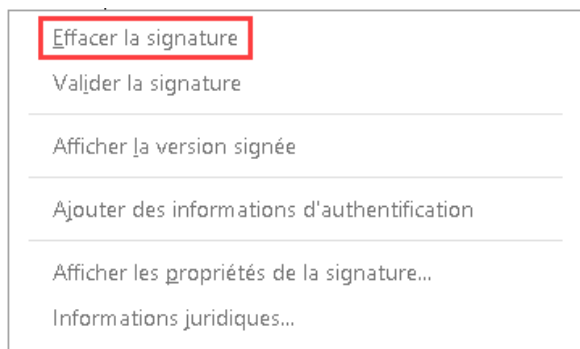 Effacer la signature
Valider la signature
Afficher la version signée
Ajouter des informations d'authentification
Afficher les propriétés de la signature...
Informations juridiques...